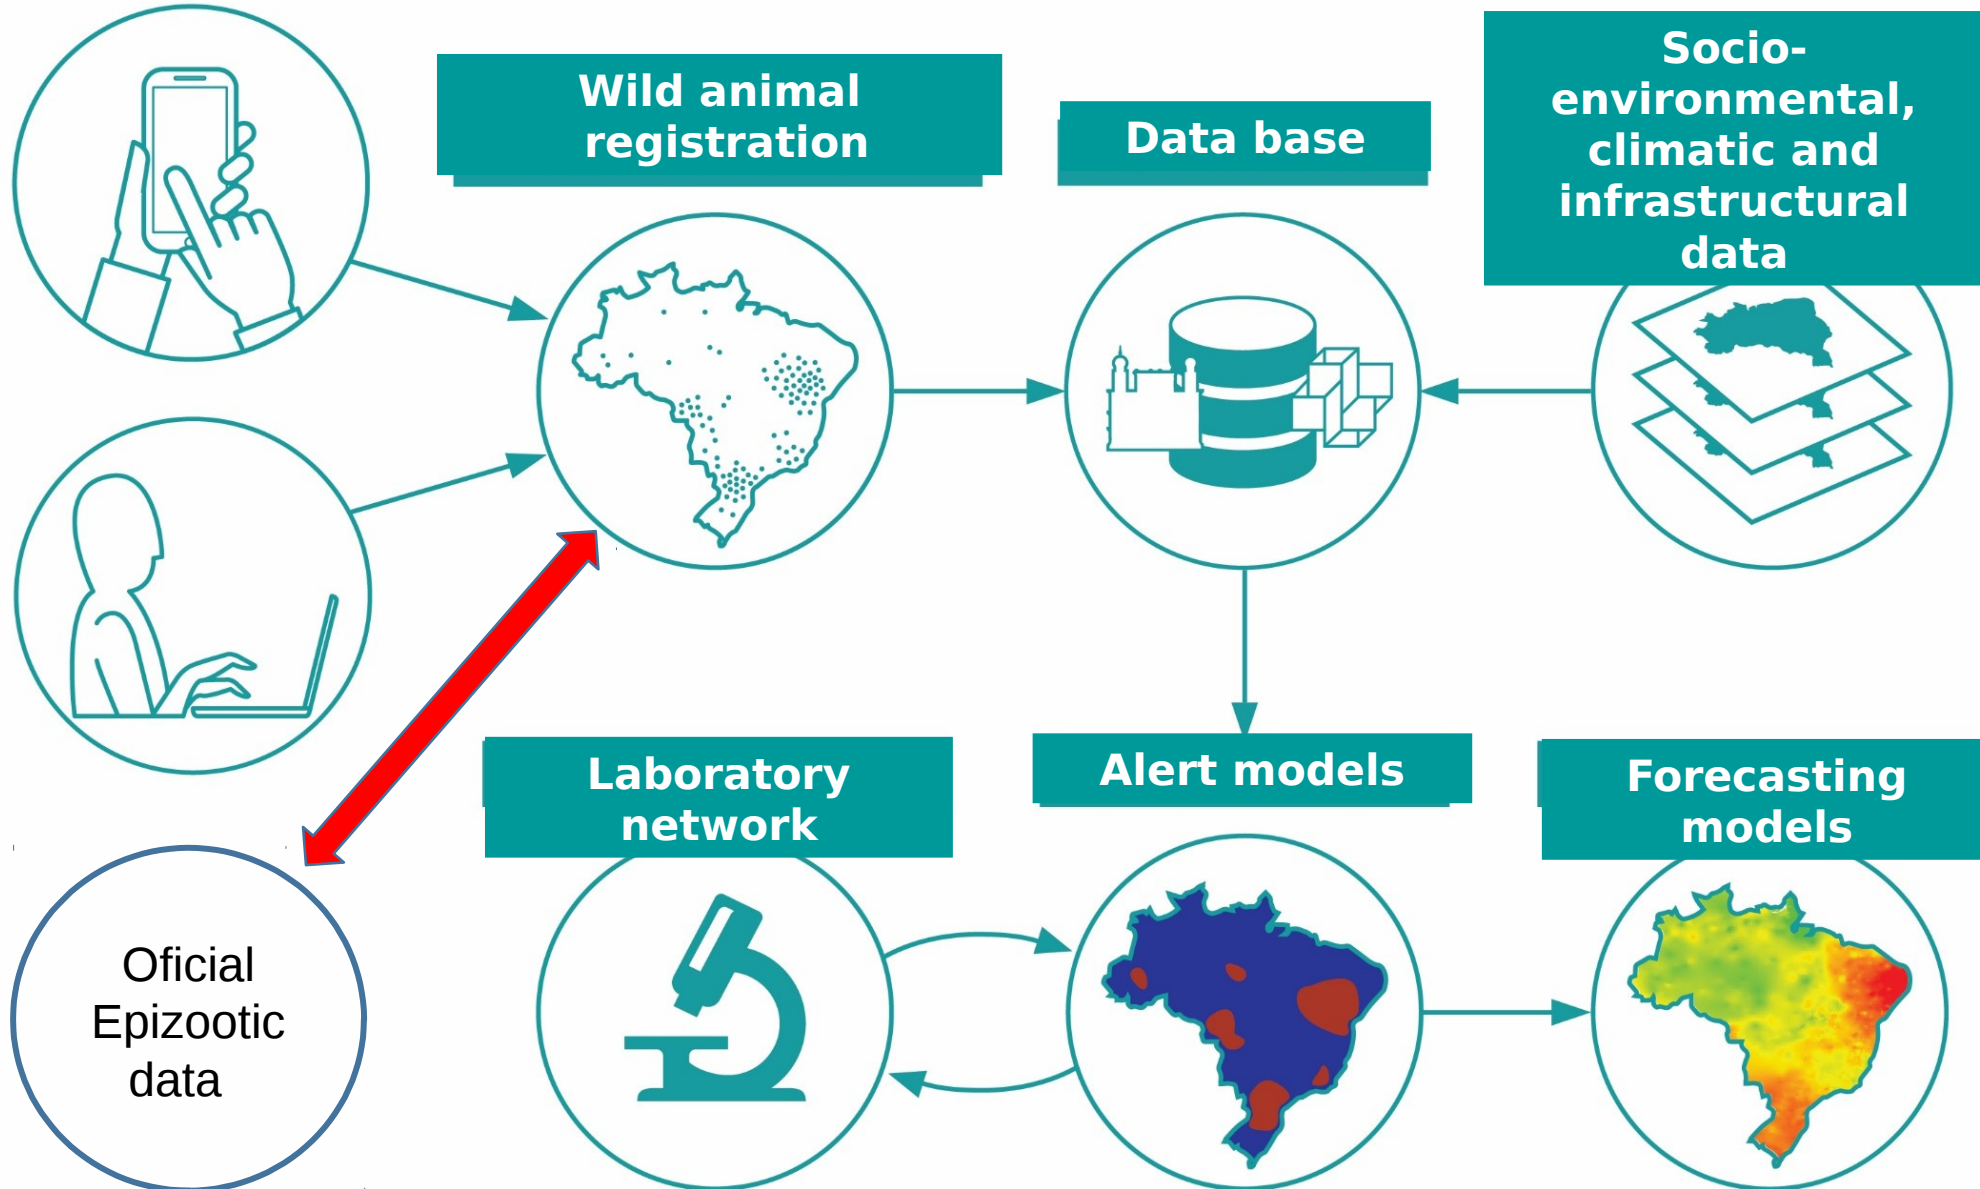 Wild animal
registration
Data base
Socio-
environmental,
climatic and
infrastructural
data
Laboratory
network
Alert models
Forecasting
models
Oficial
Epizootic
data